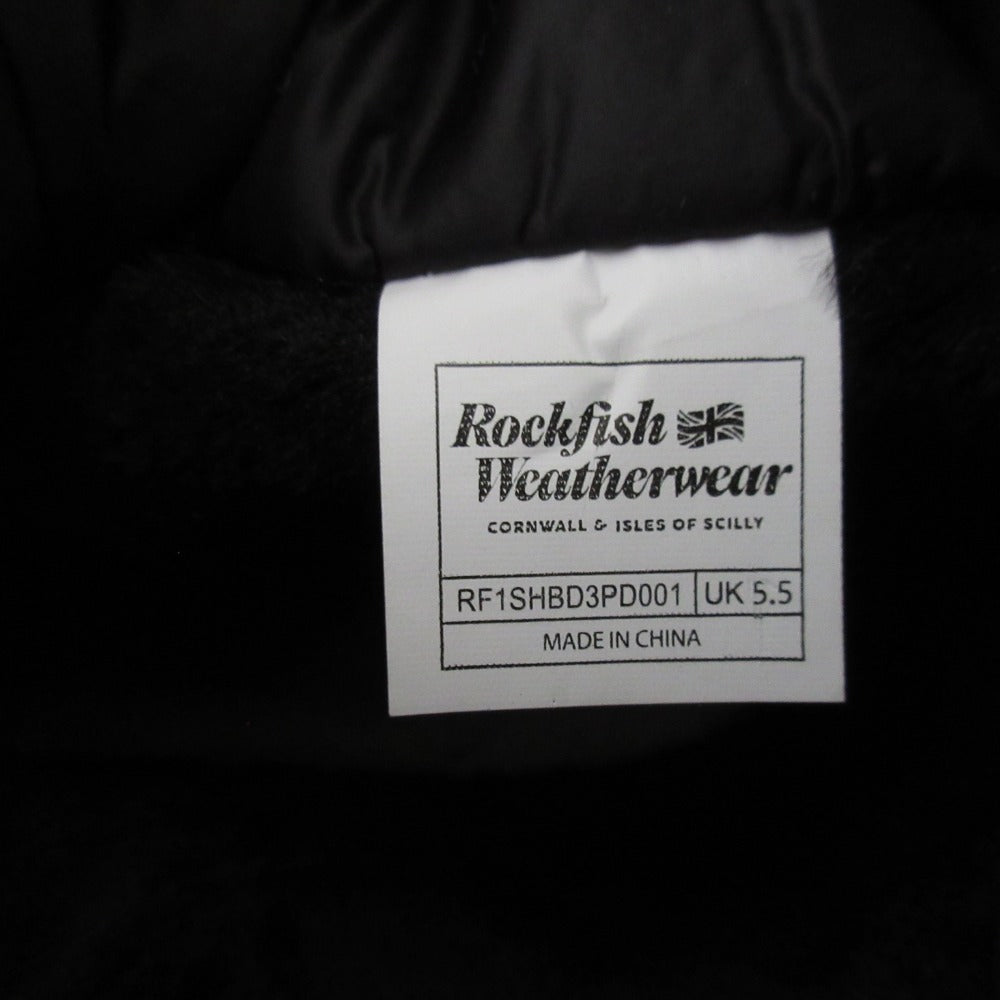 Rockfish
Weatherwear
CORNWALL & ISLES OF SCILLY
RF1SHBD3PD001 UK 5.5
MADE IN CHINA